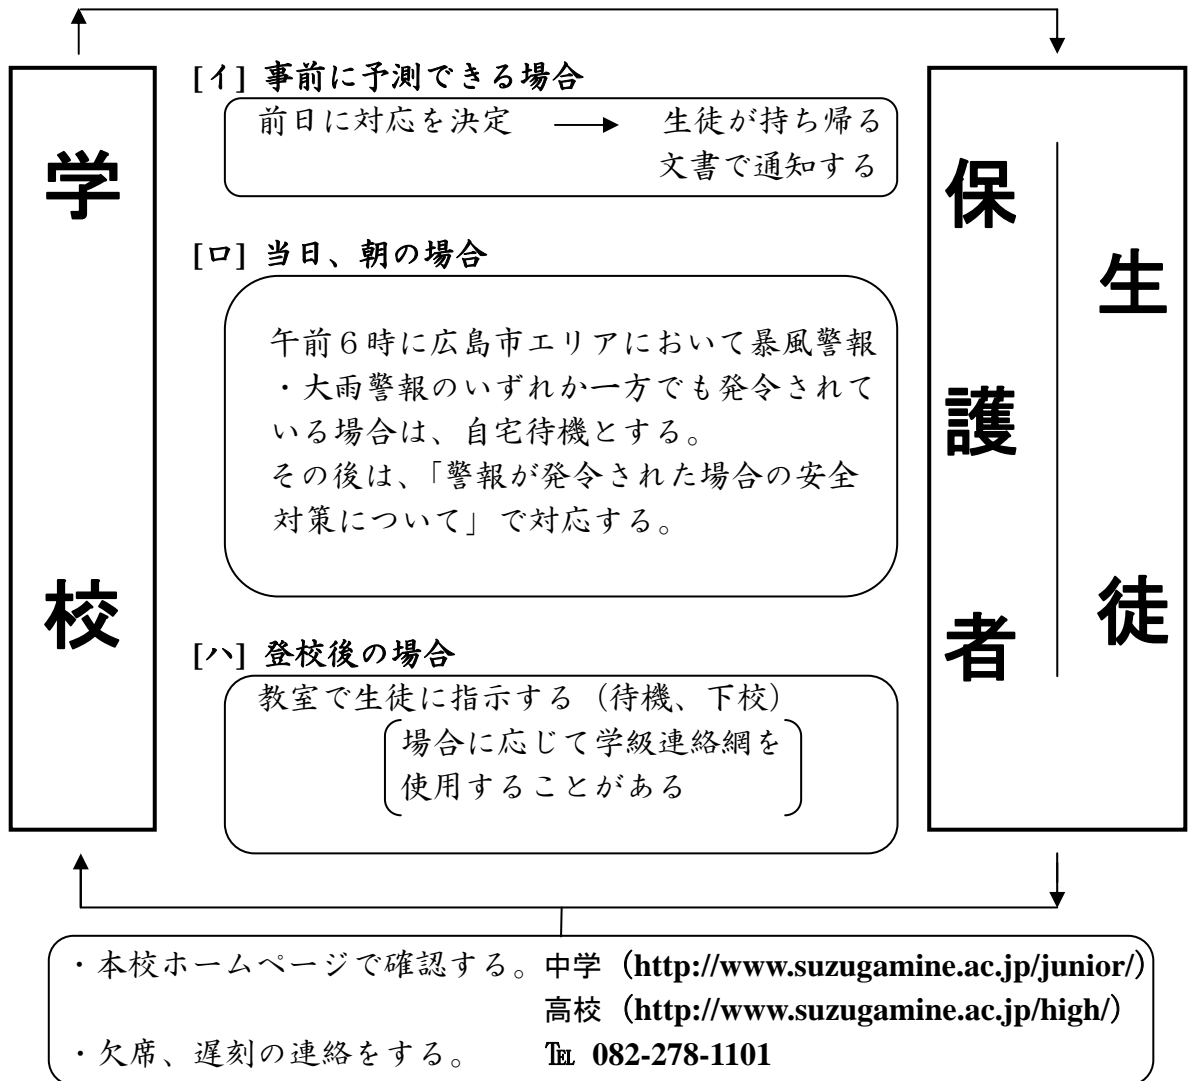 学校
[イ] 事前に予測できる場合
前日に対応を決定 → 生徒が持ち帰る
文書で通知する
[ロ] 当日、朝の場合
午前６時に広島市エリアにおいて暴風警報
・大雨警報のいずれか一方でも発令されて
いる場合は、自宅待機とする。
その後は、「警報が発令された場合の安全
対策について」で対応する。
[ハ] 登校後の場合
教室で生徒に指示する（待機、下校）
場合に応じて学級連絡網を
使用することがある
保護者
生徒
・本校ホームページで確認する。中学（http://www.suzugamine.ac.jp/junior/）
高校（http://www.suzugamine.ac.jp/high/）
・欠席、遅刻の連絡をする。 ℡ 082-278-1101